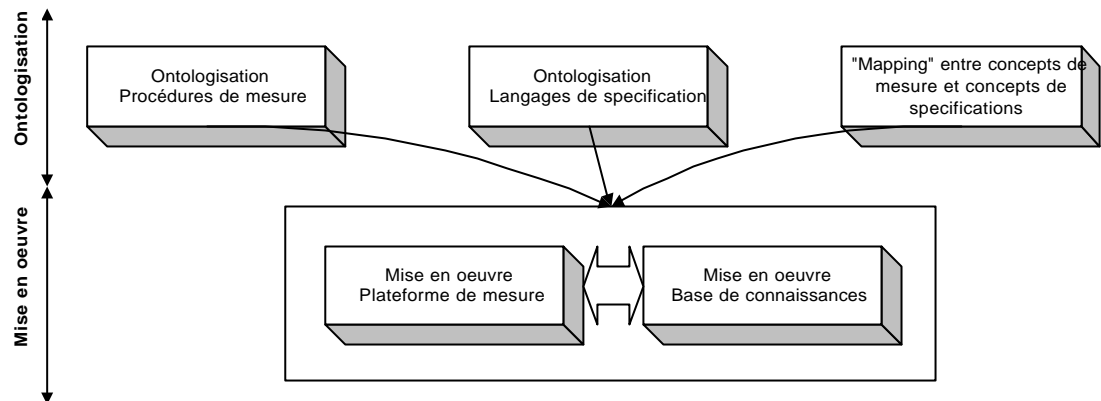 Ontologisation
Ontologisation
Procédures de mesure
Ontologisation
Langages de specification
"Mapping" entre concepts de
mesure et concepts de
specifications
Mise en oeuvre
Mise en oeuvre
Plateforme de mesure
Mise en oeuvre
Base de connaissances